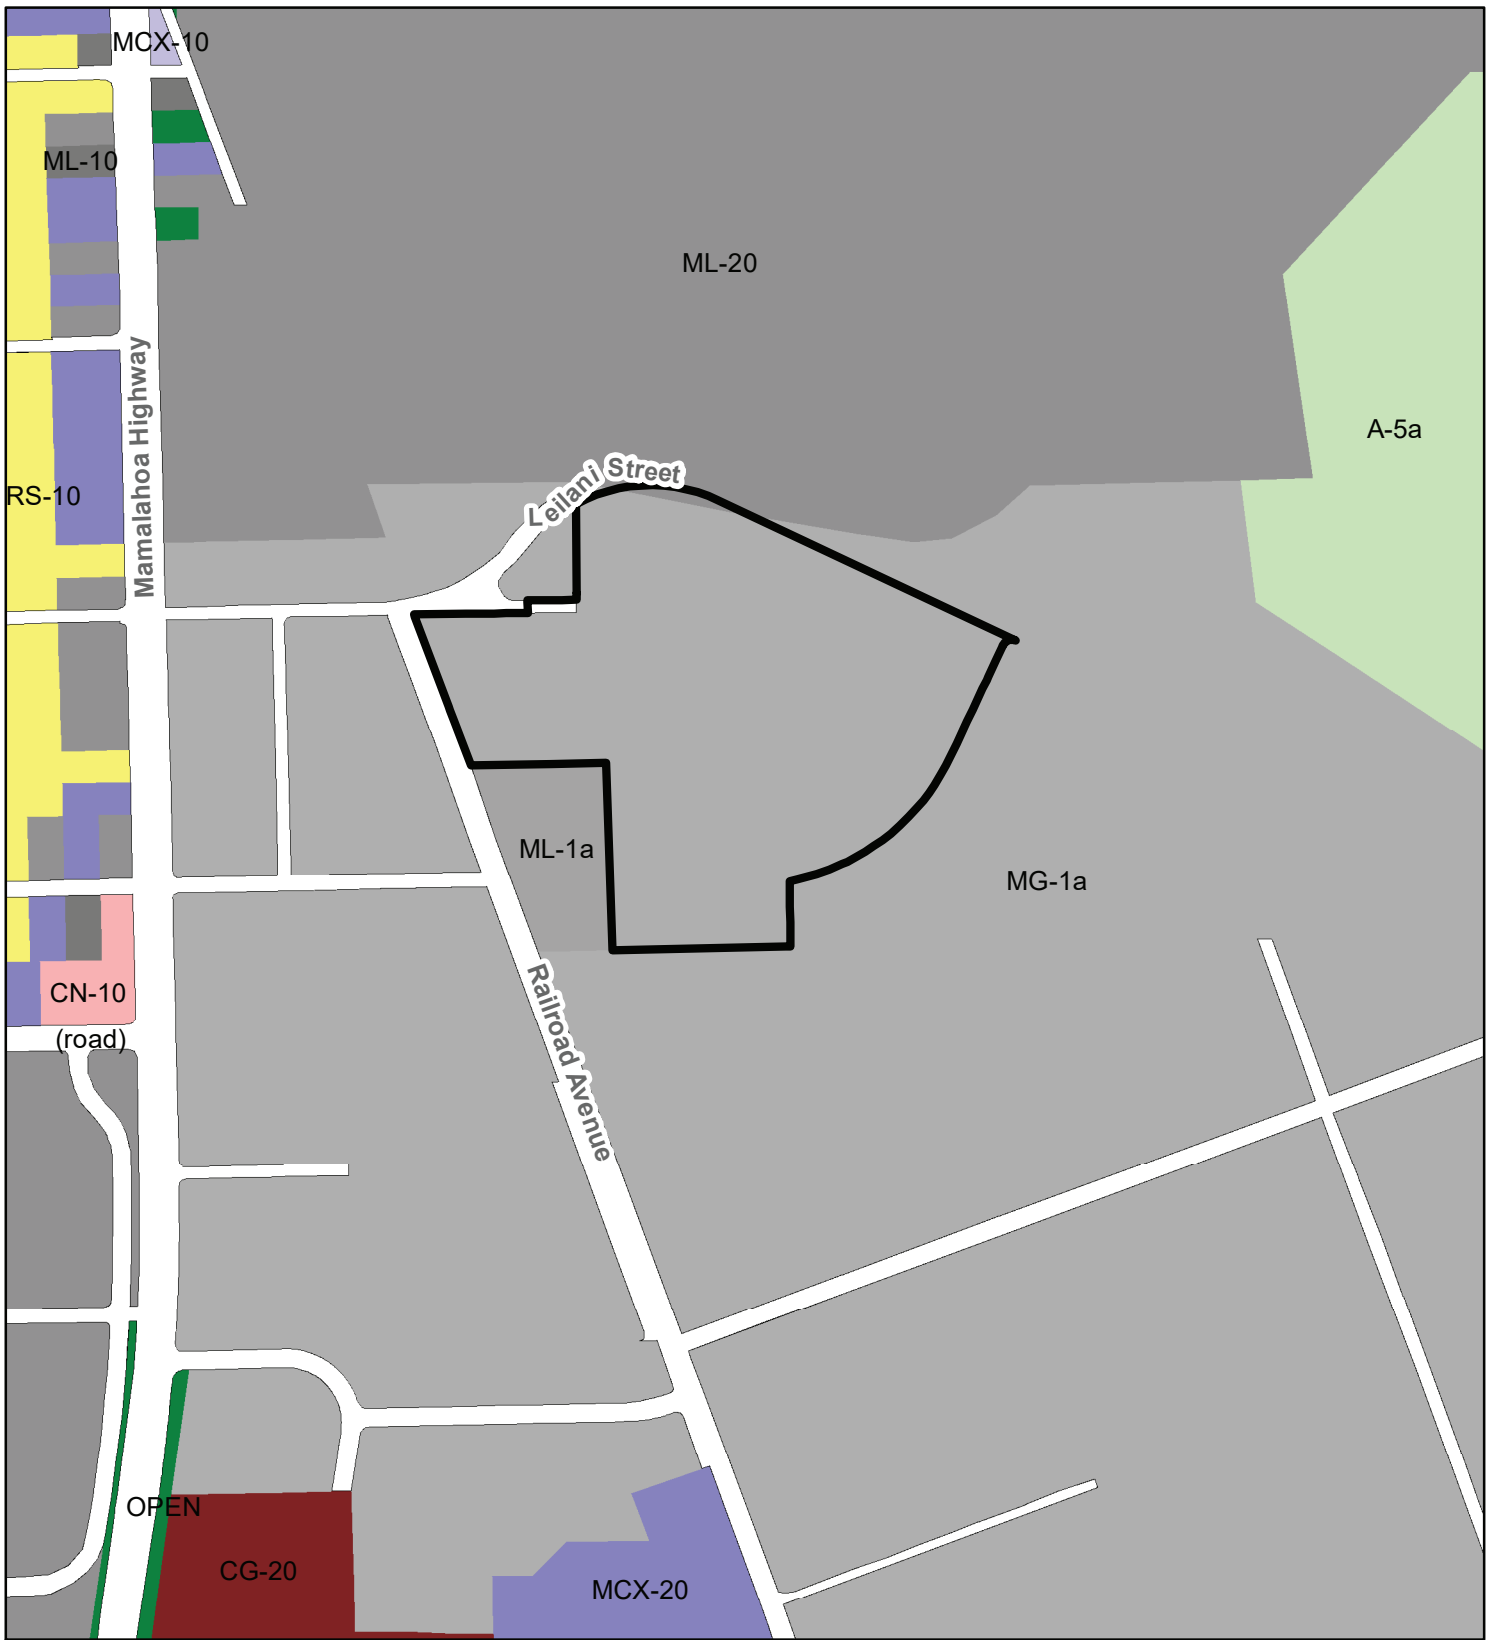 MCX-10
ML-10
ML-20
Mamalahoa Highway
A-5a
Leilani Street
RS-10
ML-1a
MG-1a
CN-10
(road)
Railroad Avenue
OPEN
CG-20
MCX-20